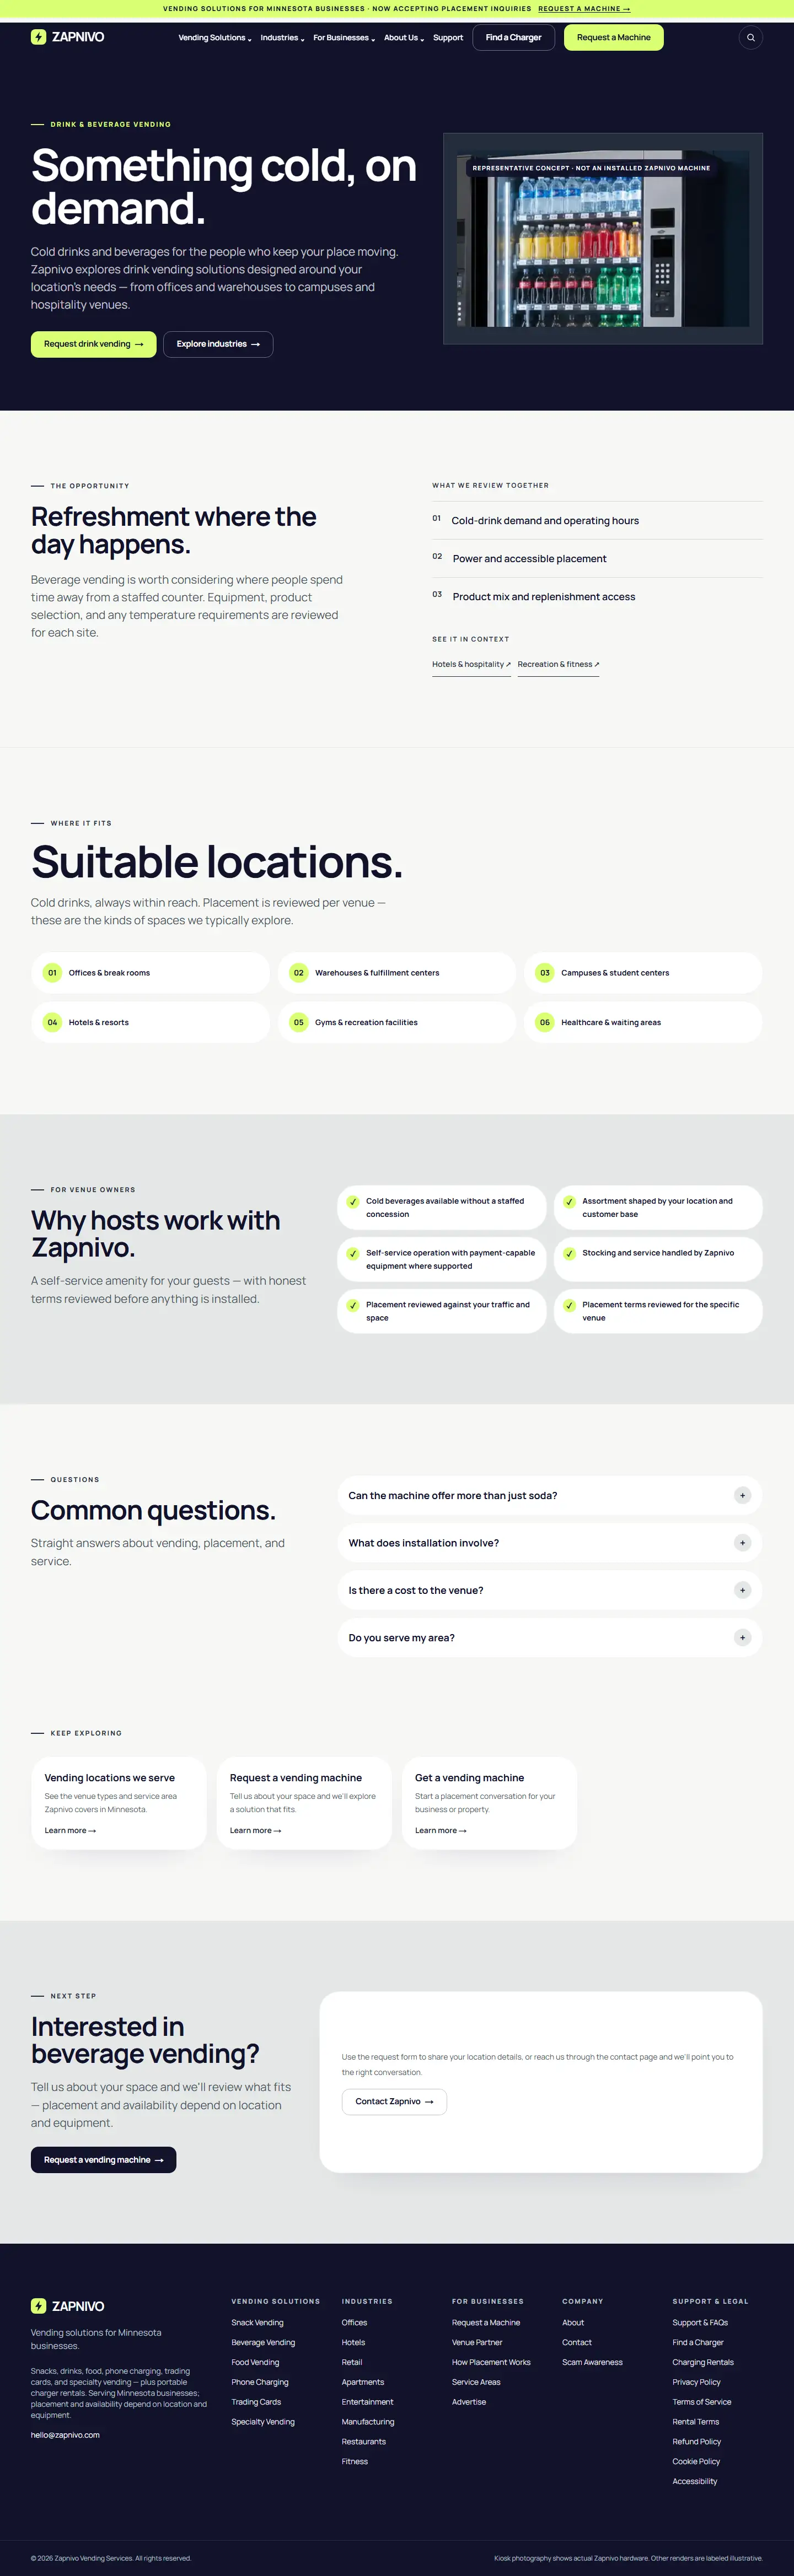 VENDING SOLUTIONS FOR MINNESOTA BUSINESSES · NOW ACCEPTING PLACEMENT INQUIRIES REQUEST A MACHINE →
ZAPNIVO
Vending Solutions
Industries
For Businesses
About Us
Support
Find a Charger
Request a Machine
DRINK & BEVERAGE VENDING
Something cold, on
demand.
Cold drinks and beverages for the people who keep your place moving.
Zapnivo explores drink vending solutions designed around your
location's needs — from offices and warehouses to campuses and
hospitality venues.
Request drink vending →
Explore industries →
REPRESENTATIVE CONCEPT · NOT AN INSTALLED ZAPNIVO MACHINE
THE OPPORTUNITY
Refreshment where the
day happens.
Beverage vending is worth considering where people spend
time away from a staffed counter. Equipment, product
selection, and any temperature requirements are reviewed
for each site.
WHAT WE REVIEW TOGETHER
01 Cold-drink demand and operating hours
02 Power and accessible placement
03 Product mix and replenishment access
SEE IT IN CONTEXT
Hotels & hospitality ↗ Recreation & fitness ↗
WHERE IT FITS
Suitable locations.
Cold drinks, always within reach. Placement is reviewed per venue —
these are the kinds of spaces we typically explore.
01 Offices & break rooms
02 Warehouses & fulfillment centers
03 Campuses & student centers
04 Hotels & resorts
05 Gyms & recreation facilities
06 Healthcare & waiting areas
FOR VENUE OWNERS
Why hosts work with
Zapnivo.
A self-service amenity for your guests — with honest
terms reviewed before anything is installed.
✓ Cold beverages available without a staffed
concession
✓ Assortment shaped by your location and
customer base
✓ Self-service operation with payment-capable
equipment where supported
✓ Stocking and service handled by Zapnivo
✓ Placement reviewed against your traffic and
space
✓ Placement terms reviewed for the specific
venue
QUESTIONS
Common questions.
Straight answers about vending, placement, and
service.
Can the machine offer more than just soda? +
What does installation involve? +
Is there a cost to the venue? +
Do you serve my area? +
KEEP EXPLORING
Vending locations we serve
See the venue types and service area
Zapnivo covers in Minnesota.
Learn more →
Request a vending machine
Tell us about your space and we'll explore
a solution that fits.
Learn more →
Get a vending machine
Start a placement conversation for your
business or property.
Learn more →
NEXT STEP
Interested in
beverage vending?
Tell us about your space and we'll review what fits
— placement and availability depend on location
and equipment.
Request a vending machine →
Use the request form to share your location details, or reach us through the contact page and we'll point you to
the right conversation.
Contact Zapnivo →
ZAPNIVO
Vending solutions for Minnesota
businesses.
Snacks, drinks, food, phone charging, trading
cards, and specialty vending — plus portable
charger rentals. Serving Minnesota businesses;
placement and availability depend on location and
equipment.
hello@zapnivo.com
VENDING SOLUTIONS
Snack Vending
Beverage Vending
Food Vending
Phone Charging
Trading Cards
Specialty Vending
INDUSTRIES
Offices
Hotels
Retail
Apartments
Entertainment
Manufacturing
Restaurants
Fitness
FOR BUSINESSES
Request a Machine
Venue Partner
How Placement Works
Service Areas
Advertise
COMPANY
About
Contact
Scam Awareness
SUPPORT & LEGAL
Support & FAQs
Find a Charger
Charging Rentals
Privacy Policy
Terms of Service
Rental Terms
Refund Policy
Cookie Policy
Accessibility
© 2026 Zapnivo Vending Services. All rights reserved.
Kiosk photography shows actual Zapnivo hardware. Other renders are labeled illustrative.